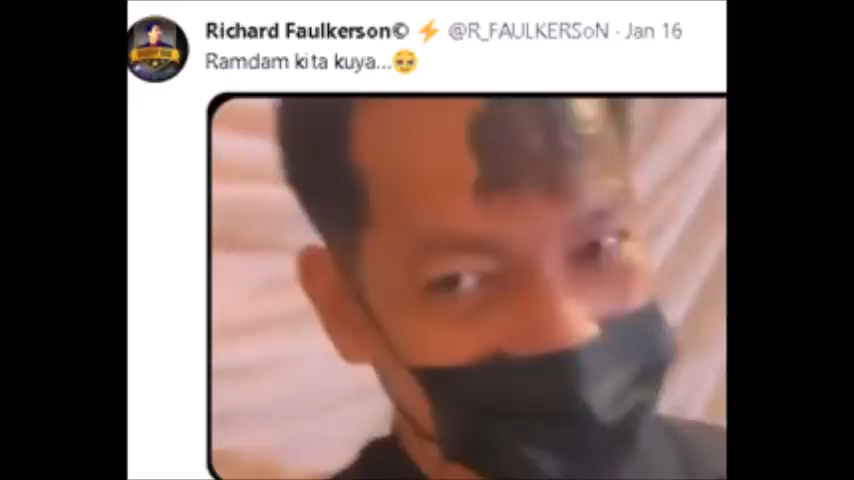 Richard Faulkerson© ⚡ @R_FAULKERSoN · Jan 16
Ramdam kita kuya...🥹